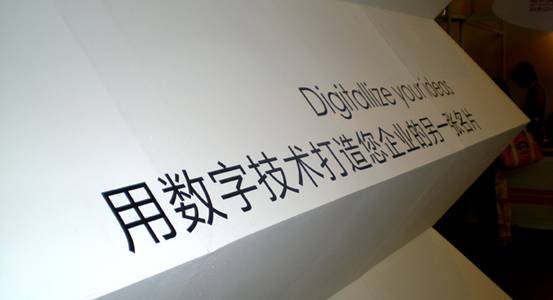 Digitallize your ideas
用数字技术打造您企业的另一张名片